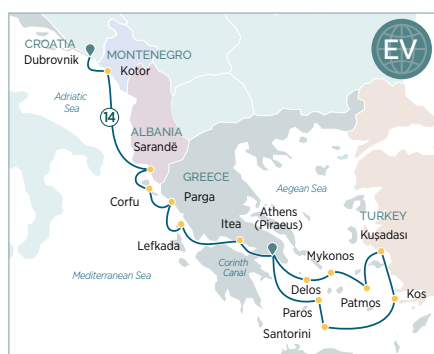 CROATIA
Dubrovnik
MONTENEGRO
Kotor
EV
Adriatic
Sea
14
ALBANIA
Sarandë
GREECE
Corfu
Parga
Aegean Sea
Itea
Athens
(Piraeus)
TURKEY
Kuşadası
Lefkada
Mykonos
Corinth
Canal
Mediterranean Sea
Delos
Kos
Patmos
Paros
Santorini